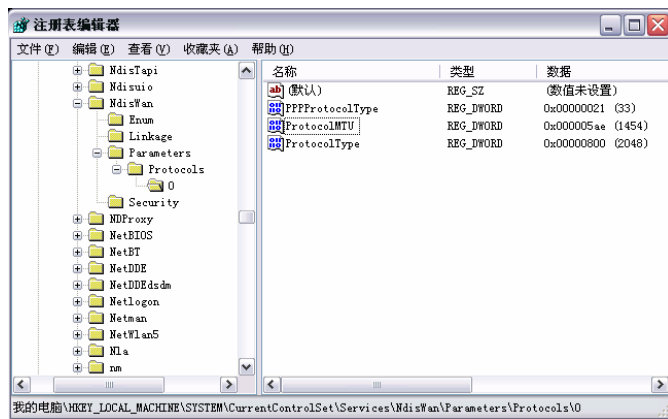 注册表编辑器
文件(F) 编辑(E) 查看(V) 收藏夹(A) 帮助(H)
NdisTapi
Ndisuio
NdisWan
Enum
Linkage
Parameters
Protocols
0
Security
NDProxy
NetBIOS
NetBT
NetDDE
NetDDEdsdm
Netlogon
Netman
NetWlan5
Nla
nm
名称 类型 数据
ab (默认) REG_SZ (数值未设置)
PPPProtocolType REG_DWORD 0x00000021 (33)
ProtocolMTU REG_DWORD 0x000005ae (1454)
ProtocolType REG_DWORD 0x00000800 (2048)
我的电脑\HKEY_LOCAL_MACHINE\SYSTEM\CurrentControlSet\Services\NdisWan\Parameters\Protocols\0